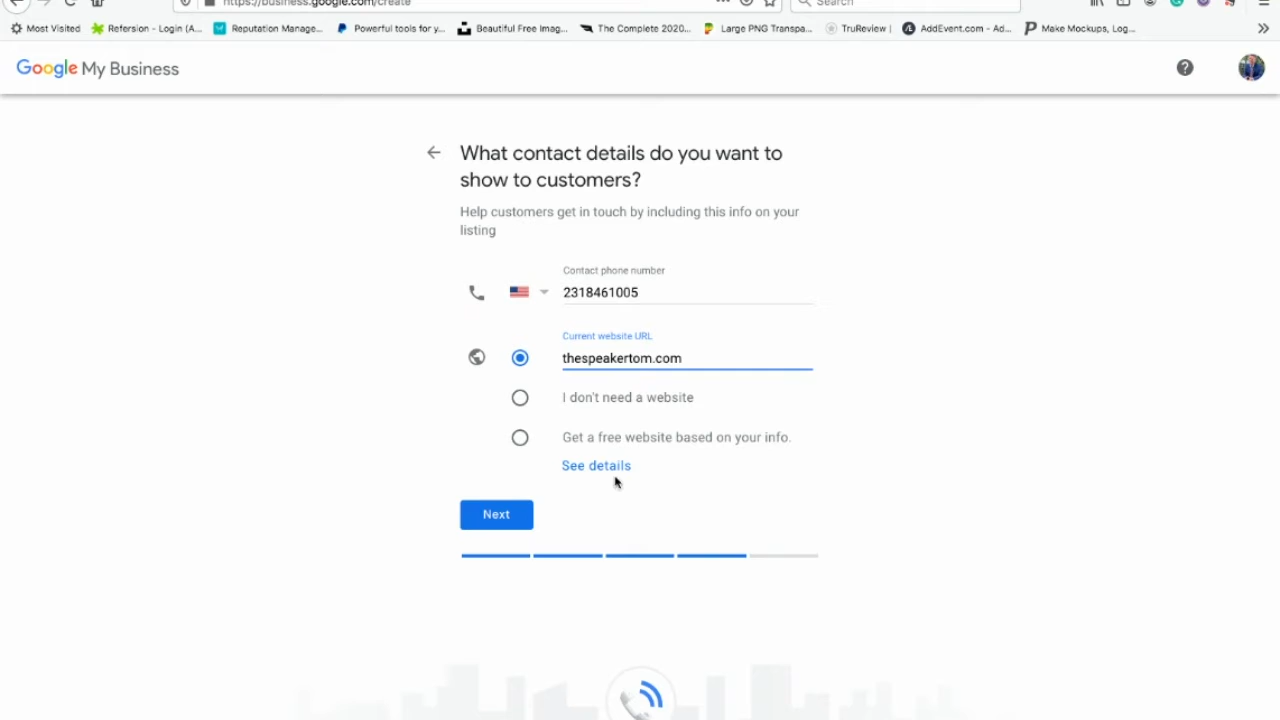 https://business.google.com/create
Search
Most Visited
Refersion - Login (A...
Reputation Manage...
Powerful tools for y...
Beautiful Free Imag...
The Complete 2020...
Large PNG Transpa...
TruReview |
AddEvent.com - Ad...
Make Mockups, Log...
Google My Business
What contact details do you want to
show to customers?
Help customers get in touch by including this info on your
listing
Contact phone number
2318461005
Current website URL
thespeakertom.com
I don't need a website
Get a free website based on your info.
See details
Next